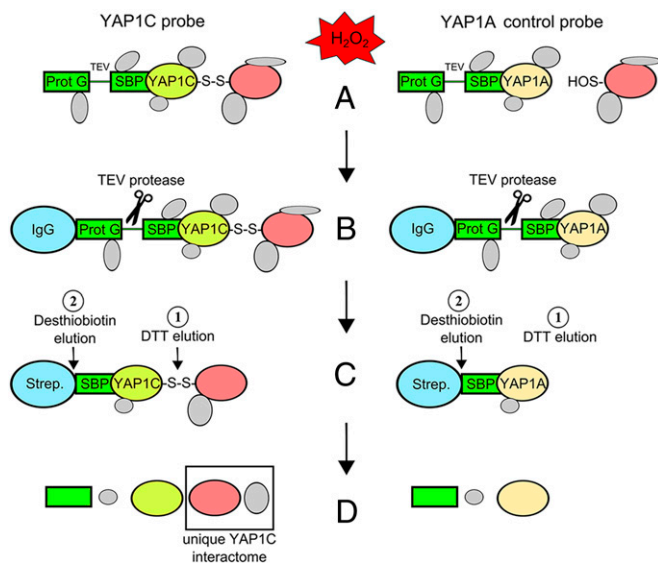 YAP1C probe
H2O2
YAP1A control probe
TEV
Prot G
SBP
YAP1C
-S-S-
A
TEV
Prot G
SBP
YAP1A
HOS-
TEV protease
IgG
Prot G
SBP
YAP1C
-S-S-
B
TEV protease
IgG
Prot G
SBP
YAP1A
2
Desthiobiotin
elution
1
DTT elution
Strep.
SBP
YAP1C
-S-S-
C
2
Desthiobiotin
elution
1
DTT elution
Strep.
SBP
YAP1A
unique YAP1C
interactome
D